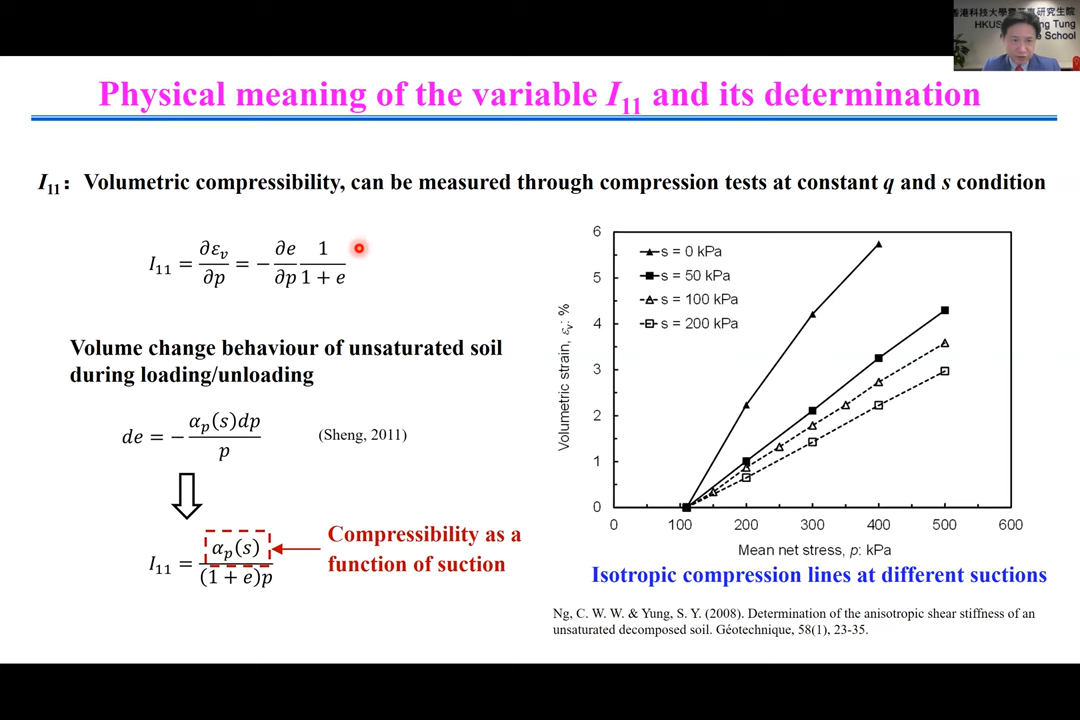 香港科技大學
研究生院
HKUS
ng Tung
e School
Physical meaning of the variable I₁₁ and its determination
I₁₁: Volumetric compressibility, can be measured through compression tests at constant q and s condition
I₁₁ = ∂εᵥ/∂p = − ∂e/∂p 1/(1 + e)
Volume change behaviour of unsaturated soil
during loading/unloading
de = − αₚ(s)dp/p
(Sheng, 2011)
I₁₁ = αₚ(s)/((1 + e)p)
Compressibility as a
function of suction
Volumetric strain, εᵥ: %
6
5
4
3
2
1
0
s = 0 kPa
s = 50 kPa
s = 100 kPa
s = 200 kPa
0 100 200 300 400 500 600
Mean net stress, p: kPa
Isotropic compression lines at different suctions
Ng, C. W. W. & Yung, S. Y. (2008). Determination of the anisotropic shear stiffness of an
unsaturated decomposed soil. Géotechnique, 58(1), 23-35.